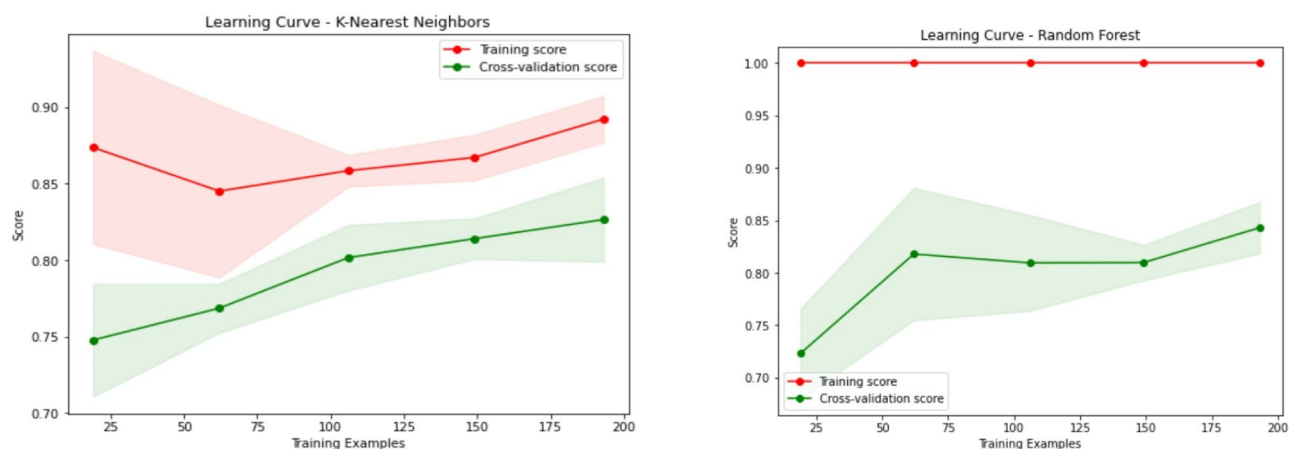 Learning Curve - K-Nearest Neighbors
Training score
Cross-validation score
0.90
0.85
0.80
0.75
0.70
Score
25
50
75
100
125
150
175
200
Training Examples
Learning Curve - Random Forest
1.00
0.95
0.90
0.85
0.80
0.75
0.70
Score
Training score
Cross-validation score
25
50
75
100
125
150
175
200
Training Examples